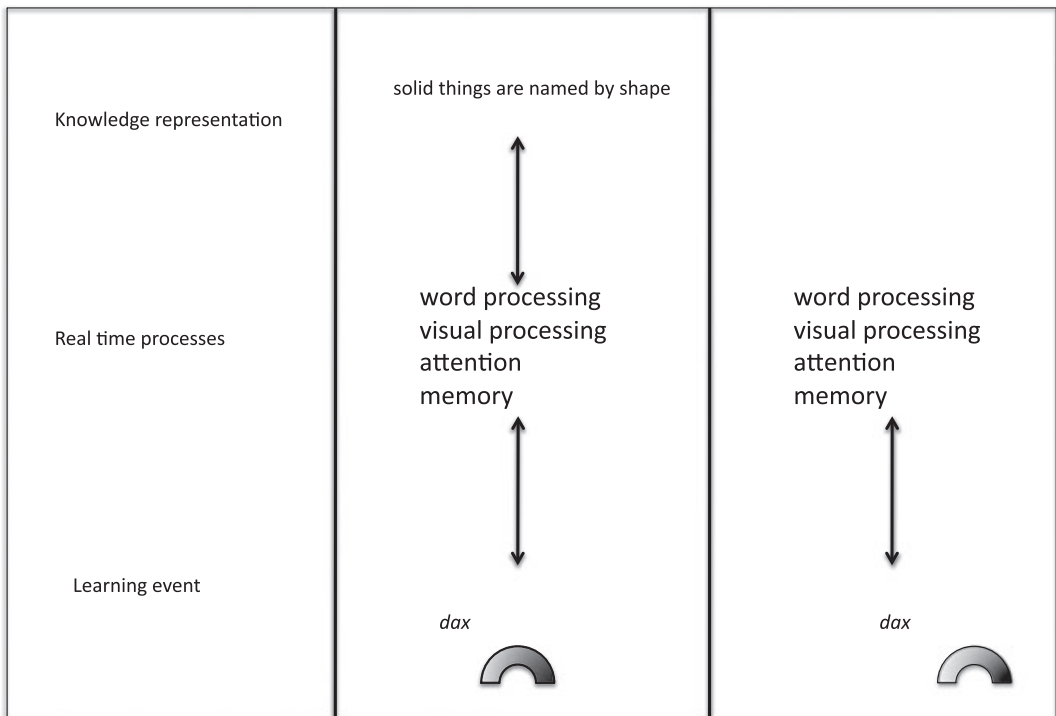 Knowledge representation
Real time processes
Learning event
solid things are named by shape
word processing
visual processing
attention
memory
dax
word processing
visual processing
attention
memory
dax